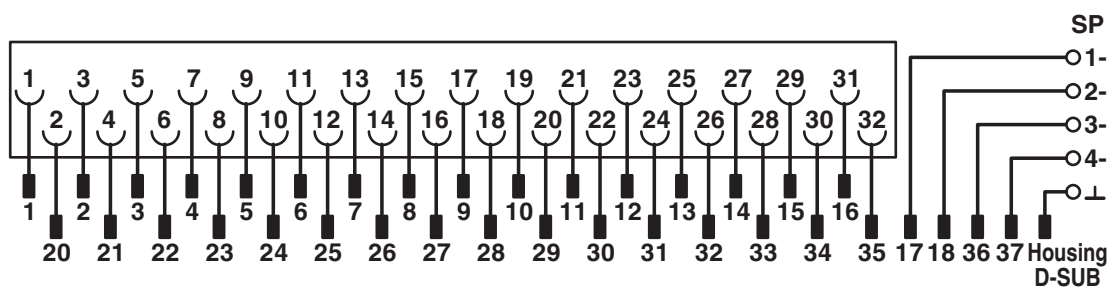 SP
1-
1 3 5 7 9 11 13 15 17 19 21 23 25 27 29 31
2-
2 4 6 8 10 12 14 16 18 20 22 24 26 28 30 32
3-
4-
⊥
1 2 3 4 5 6 7 8 9 10 11 12 13 14 15 16
20 21 22 23 24 25 26 27 28 29 30 31 32 33 34 35 17 18 36 37 Housing
D-SUB